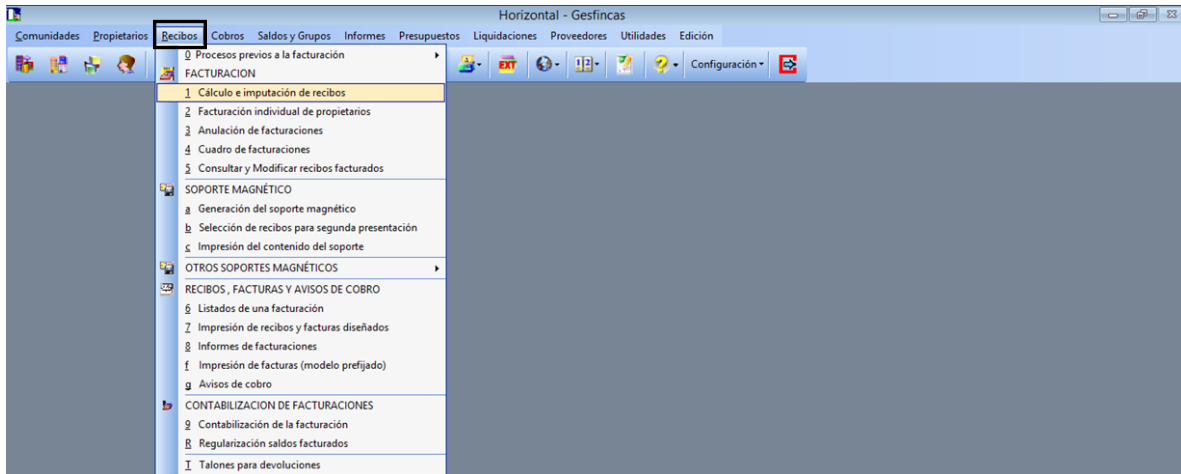 Horizontal - Gesfincas
Comunidades Propietarios Recibos Cobros Saldos y Grupos Informes Presupuestos Liquidaciones Proveedores Utilidades Edición
EXT 12 Configuración
0 Procesos previos a la facturación
FACTURACION
1 Cálculo e imputación de recibos
2 Facturación individual de propietarios
3 Anulación de facturaciones
4 Cuadro de facturaciones
5 Consultar y Modificar recibos facturados
SOPORTE MAGNÉTICO
a Generación del soporte magnético
b Selección de recibos para segunda presentación
c Impresión del contenido del soporte
OTROS SOPORTES MAGNÉTICOS
RECIBOS , FACTURAS Y AVISOS DE COBRO
6 Listados de una facturación
7 Impresión de recibos y facturas diseñados
8 Informes de facturaciones
f Impresión de facturas (modelo prefijado)
g Avisos de cobro
CONTABILIZACION DE FACTURACIONES
9 Contabilización de la facturación
R Regularización saldos facturados
T Talones para devoluciones